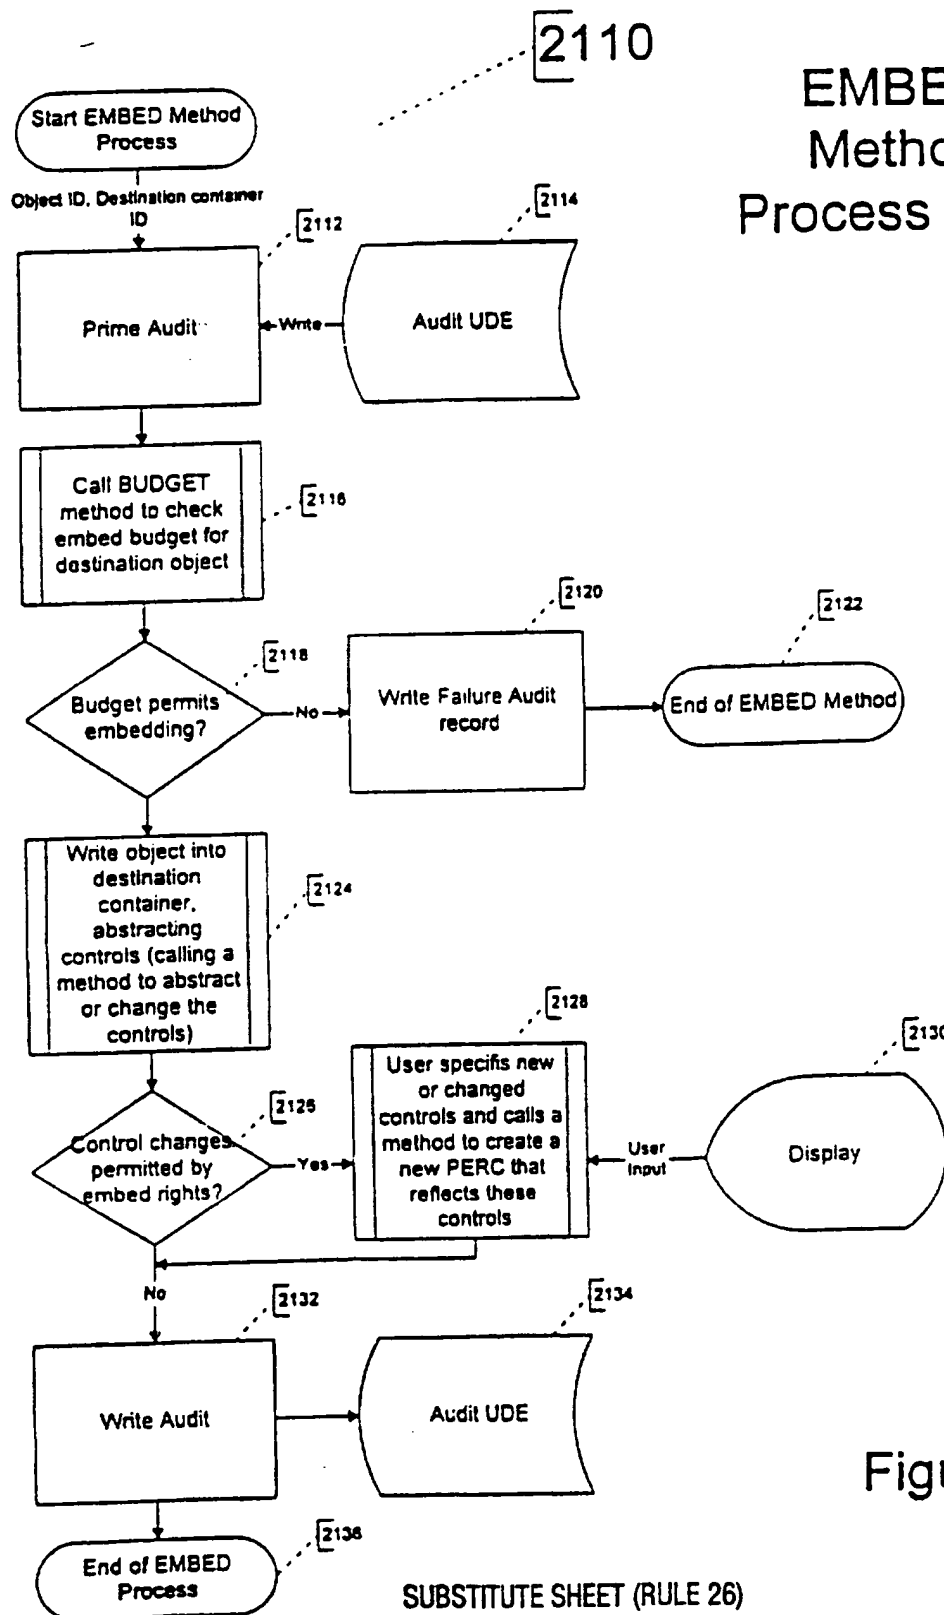 2110
EMBE
Metho
Process
Start EMBED Method
Process
Object ID, Destination container
ID
2112
2114
Prime Audit
Write
Audit UDE
Call BUDGET
method to check
embed budget for
destination object
2116
2118
Budget permits
embedding?
No
2120
Write Failure Audit
record
2122
End of EMBED Method
Write object into
destination
container,
abstracting
controls (calling a
method to abstract
or change the
controls)
2124
2125
Control changes
permitted by
embed rights?
Yes
2128
User specifis new
or changed
controls and calls a
method to create a
new PERC that
reflects these
controls
User
Input
2130
Display
No
2132
Write Audit
2134
Audit UDE
Figu
2136
End of EMBED
Process
SUBSTITUTE SHEET (RULE 26)